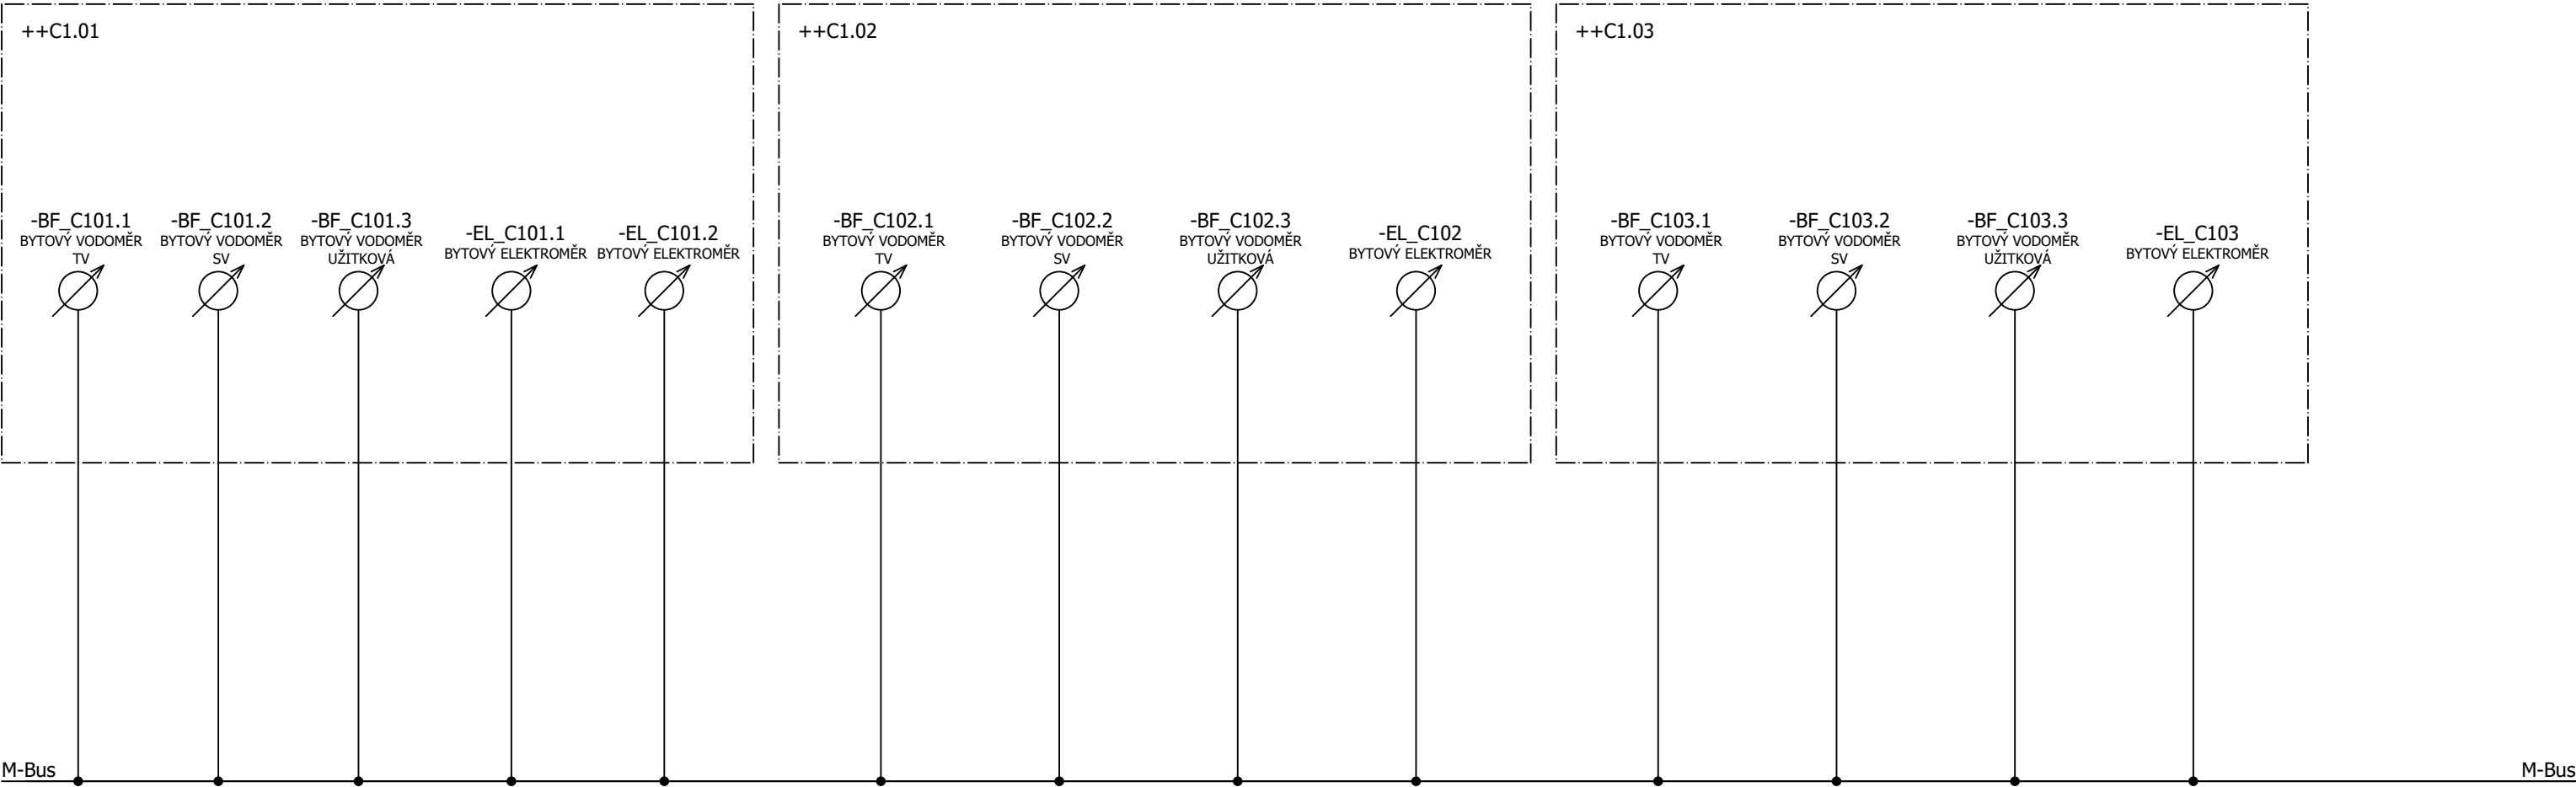 ++C1.01
-BF_C101.1
BYTOVÝ VODOMĚR
TV
-BF_C101.2
BYTOVÝ VODOMĚR
SV
-BF_C101.3
BYTOVÝ VODOMĚR
UŽITKOVÁ
-EL_C101.1
BYTOVÝ ELEKTROMĚR
-EL_C101.2
BYTOVÝ ELEKTROMĚR
++C1.02
-BF_C102.1
BYTOVÝ VODOMĚR
TV
-BF_C102.2
BYTOVÝ VODOMĚR
SV
-BF_C102.3
BYTOVÝ VODOMĚR
UŽITKOVÁ
-EL_C102
BYTOVÝ ELEKTROMĚR
++C1.03
-BF_C103.1
BYTOVÝ VODOMĚR
TV
-BF_C103.2
BYTOVÝ VODOMĚR
SV
-BF_C103.3
BYTOVÝ VODOMĚR
UŽITKOVÁ
-EL_C103
BYTOVÝ ELEKTROMĚR
M-Bus
M-Bus